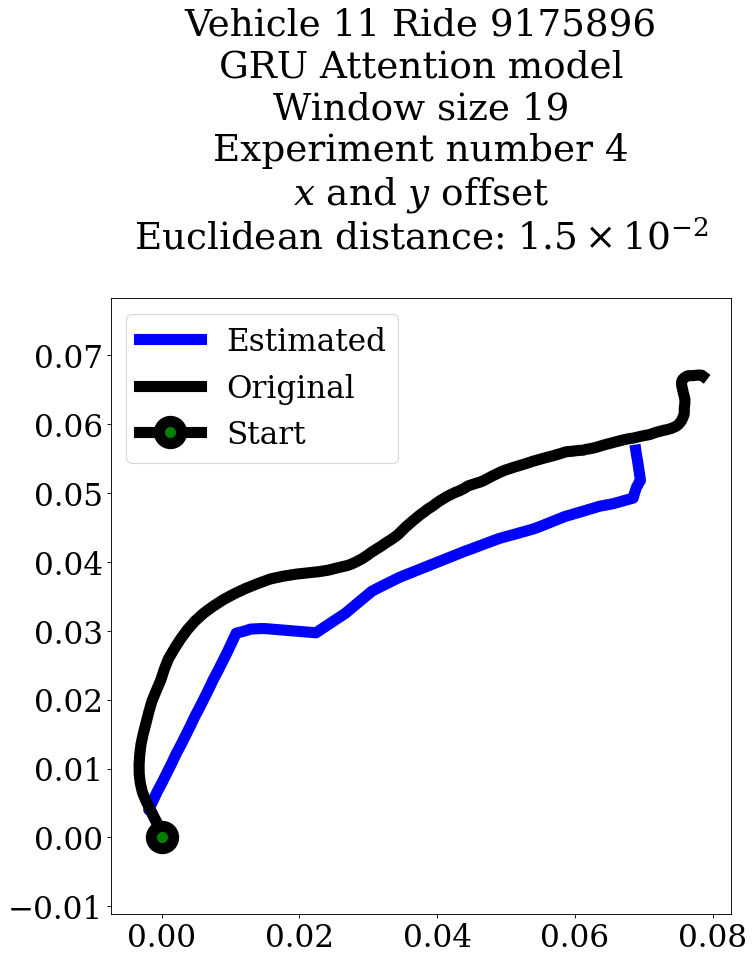 Vehicle 11 Ride 9175896
GRU Attention model
Window size 19
Experiment number 4
x and y offset
Euclidean distance: 1.5 × 10⁻²
Estimated
Original
Start
0.07
0.06
0.05
0.04
0.03
0.02
0.01
0.00
−0.01
0.00 0.02 0.04 0.06 0.08